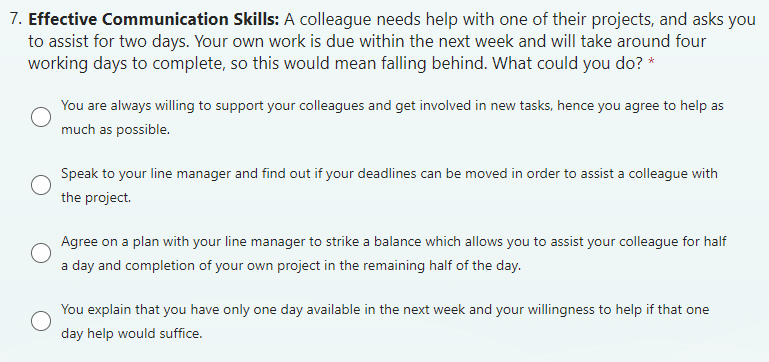 7. Effective Communication Skills: A colleague needs help with one of their projects, and asks you
to assist for two days. Your own work is due within the next week and will take around four
working days to complete, so this would mean falling behind. What could you do? *
You are always willing to support your colleagues and get involved in new tasks, hence you agree to help as
much as possible.
Speak to your line manager and find out if your deadlines can be moved in order to assist a colleague with
the project.
Agree on a plan with your line manager to strike a balance which allows you to assist your colleague for half
a day and completion of your own project in the remaining half of the day.
You explain that you have only one day available in the next week and your willingness to help if that one
day help would suffice.